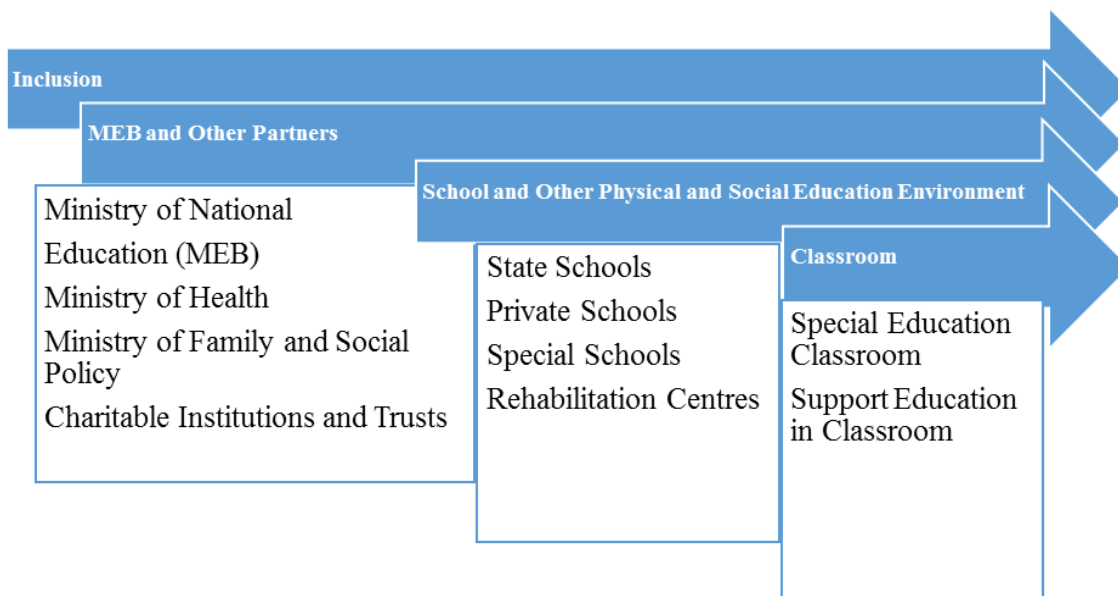 Inclusion
MEB and Other Partners
Ministry of National
Education (MEB)
Ministry of Health
Ministry of Family and Social
Policy
Charitable Institutions and Trusts
School and Other Physical and Social Education Environment
State Schools
Private Schools
Special Schools
Rehabilitation Centres
Classroom
Special Education
Classroom
Support Education
in Classroom